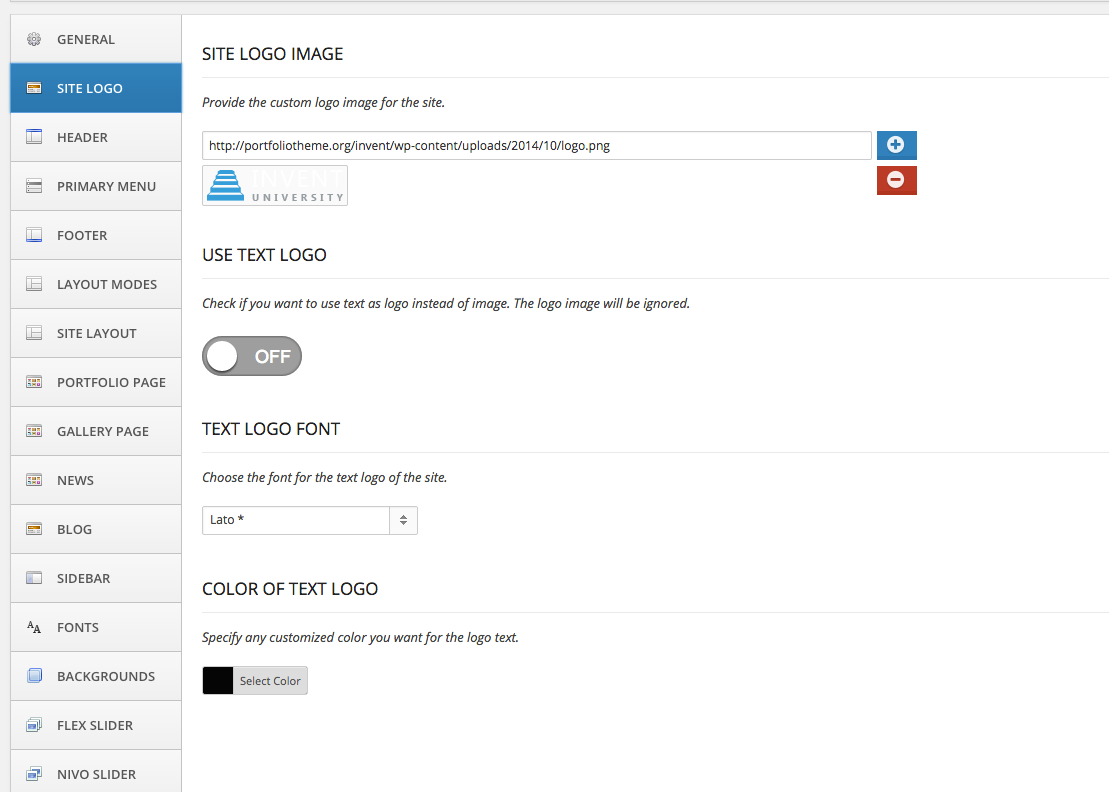 GENERAL
SITE LOGO
HEADER
PRIMARY MENU
FOOTER
LAYOUT MODES
SITE LAYOUT
PORTFOLIO PAGE
GALLERY PAGE
NEWS
BLOG
SIDEBAR
FONTS
BACKGROUNDS
FLEX SLIDER
NIVO SLIDER
SITE LOGO IMAGE
Provide the custom logo image for the site.
http://portfoliotheme.org/invent/wp-content/uploads/2014/10/logo.png
INVENT
UNIVERSITY
USE TEXT LOGO
Check if you want to use text as logo instead of image. The logo image will be ignored.
OFF
TEXT LOGO FONT
Choose the font for the text logo of the site.
Lato *
COLOR OF TEXT LOGO
Specify any customized color you want for the logo text.
Select Color